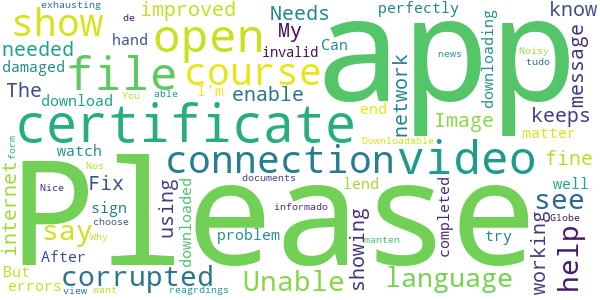 exhausting
de
show
improved
Needs
perfectly
know
open
app
needed
hand
My
Can
news
Noisy
tudo
message
damaged
file
course
invalid
network
downloading
The
You
able
I'm
enable
end
Image
keeps
download
certificate
Downloadable
matter
form
watch
Nos
connection
video
fine
internet
Please
Fix
Nice
using
downloaded
documents
lend
see
well
sign
choose
informado
showing
completed
Globe
say
Why
problem
manten
try
working
help
But
After
corrupted
Unable
language
errors
view
want
reagrdings